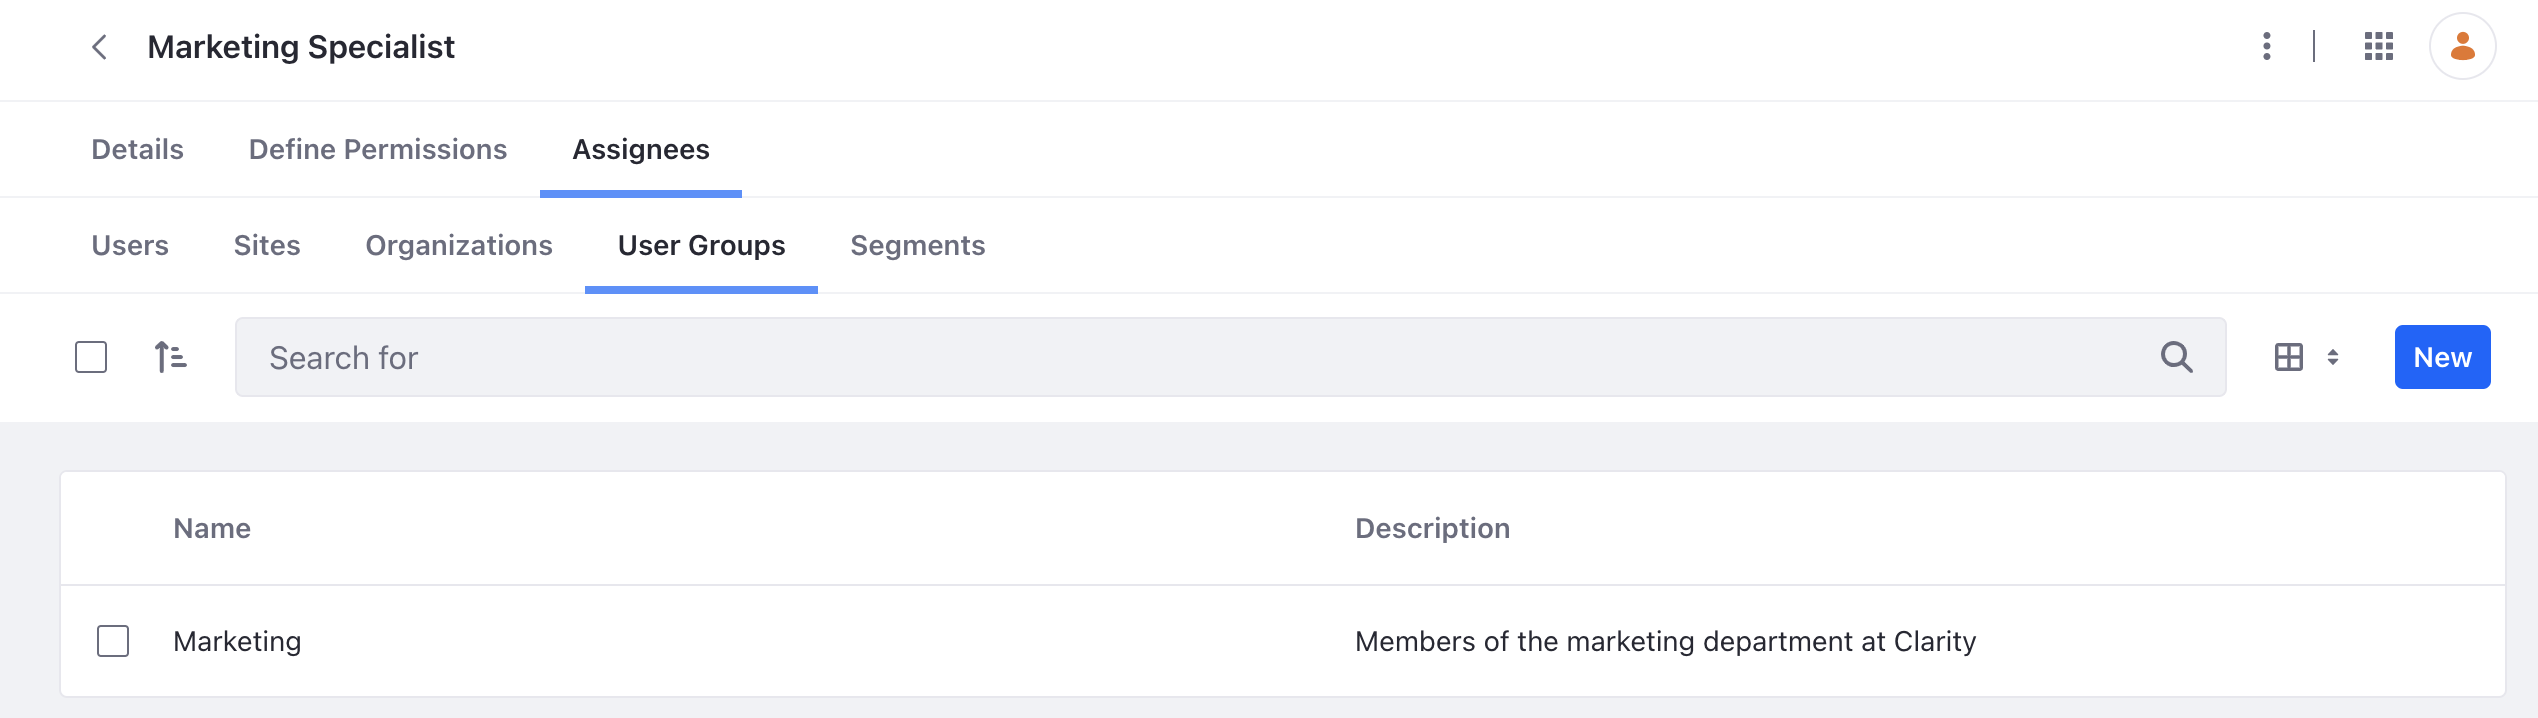 Marketing Specialist
Details Define Permissions Assignees
Users Sites Organizations User Groups Segments
Search for New
Name Description
Marketing Members of the marketing department at Clarity